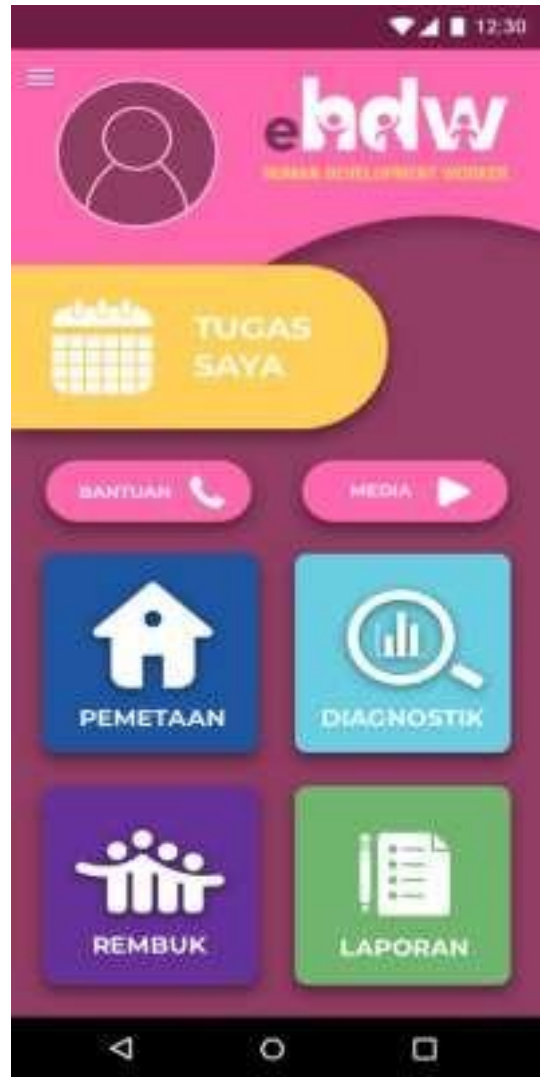 12:30
ehdw
HUMAN DEVELOPMENT WORKER
TUGAS
SAYA
BANTUAN
MEDIA
PEMETAAN
DIAGNOSTIK
REMBUK
LAPORAN